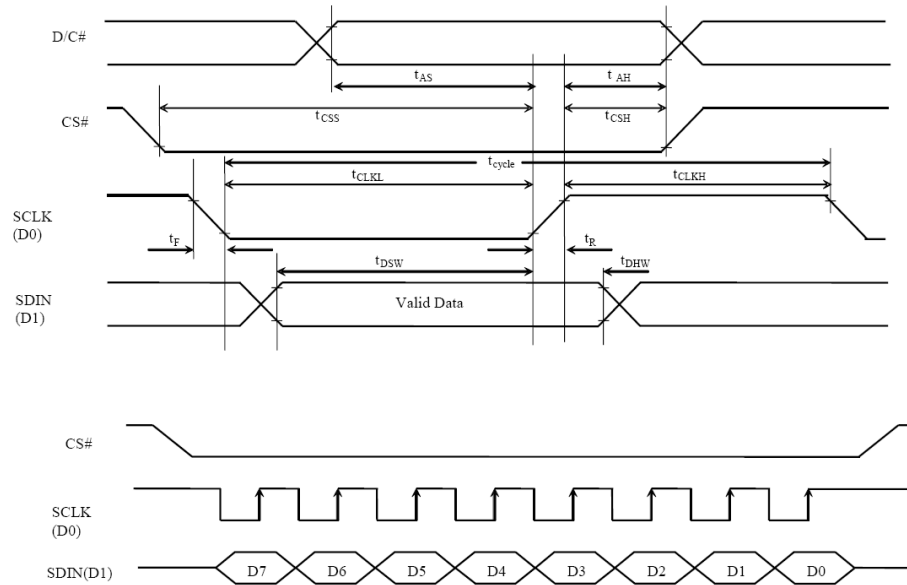 D/C#
tAS
t AH
CS#
tCSS
tCSH
tcycle
tCLKL
tCLKH
SCLK
(D0)
tF
tR
tDSW
tDHW
SDIN
(D1)
Valid Data
CS#
SCLK
(D0)
SDIN(D1)
D7 D6 D5 D4 D3 D2 D1 D0